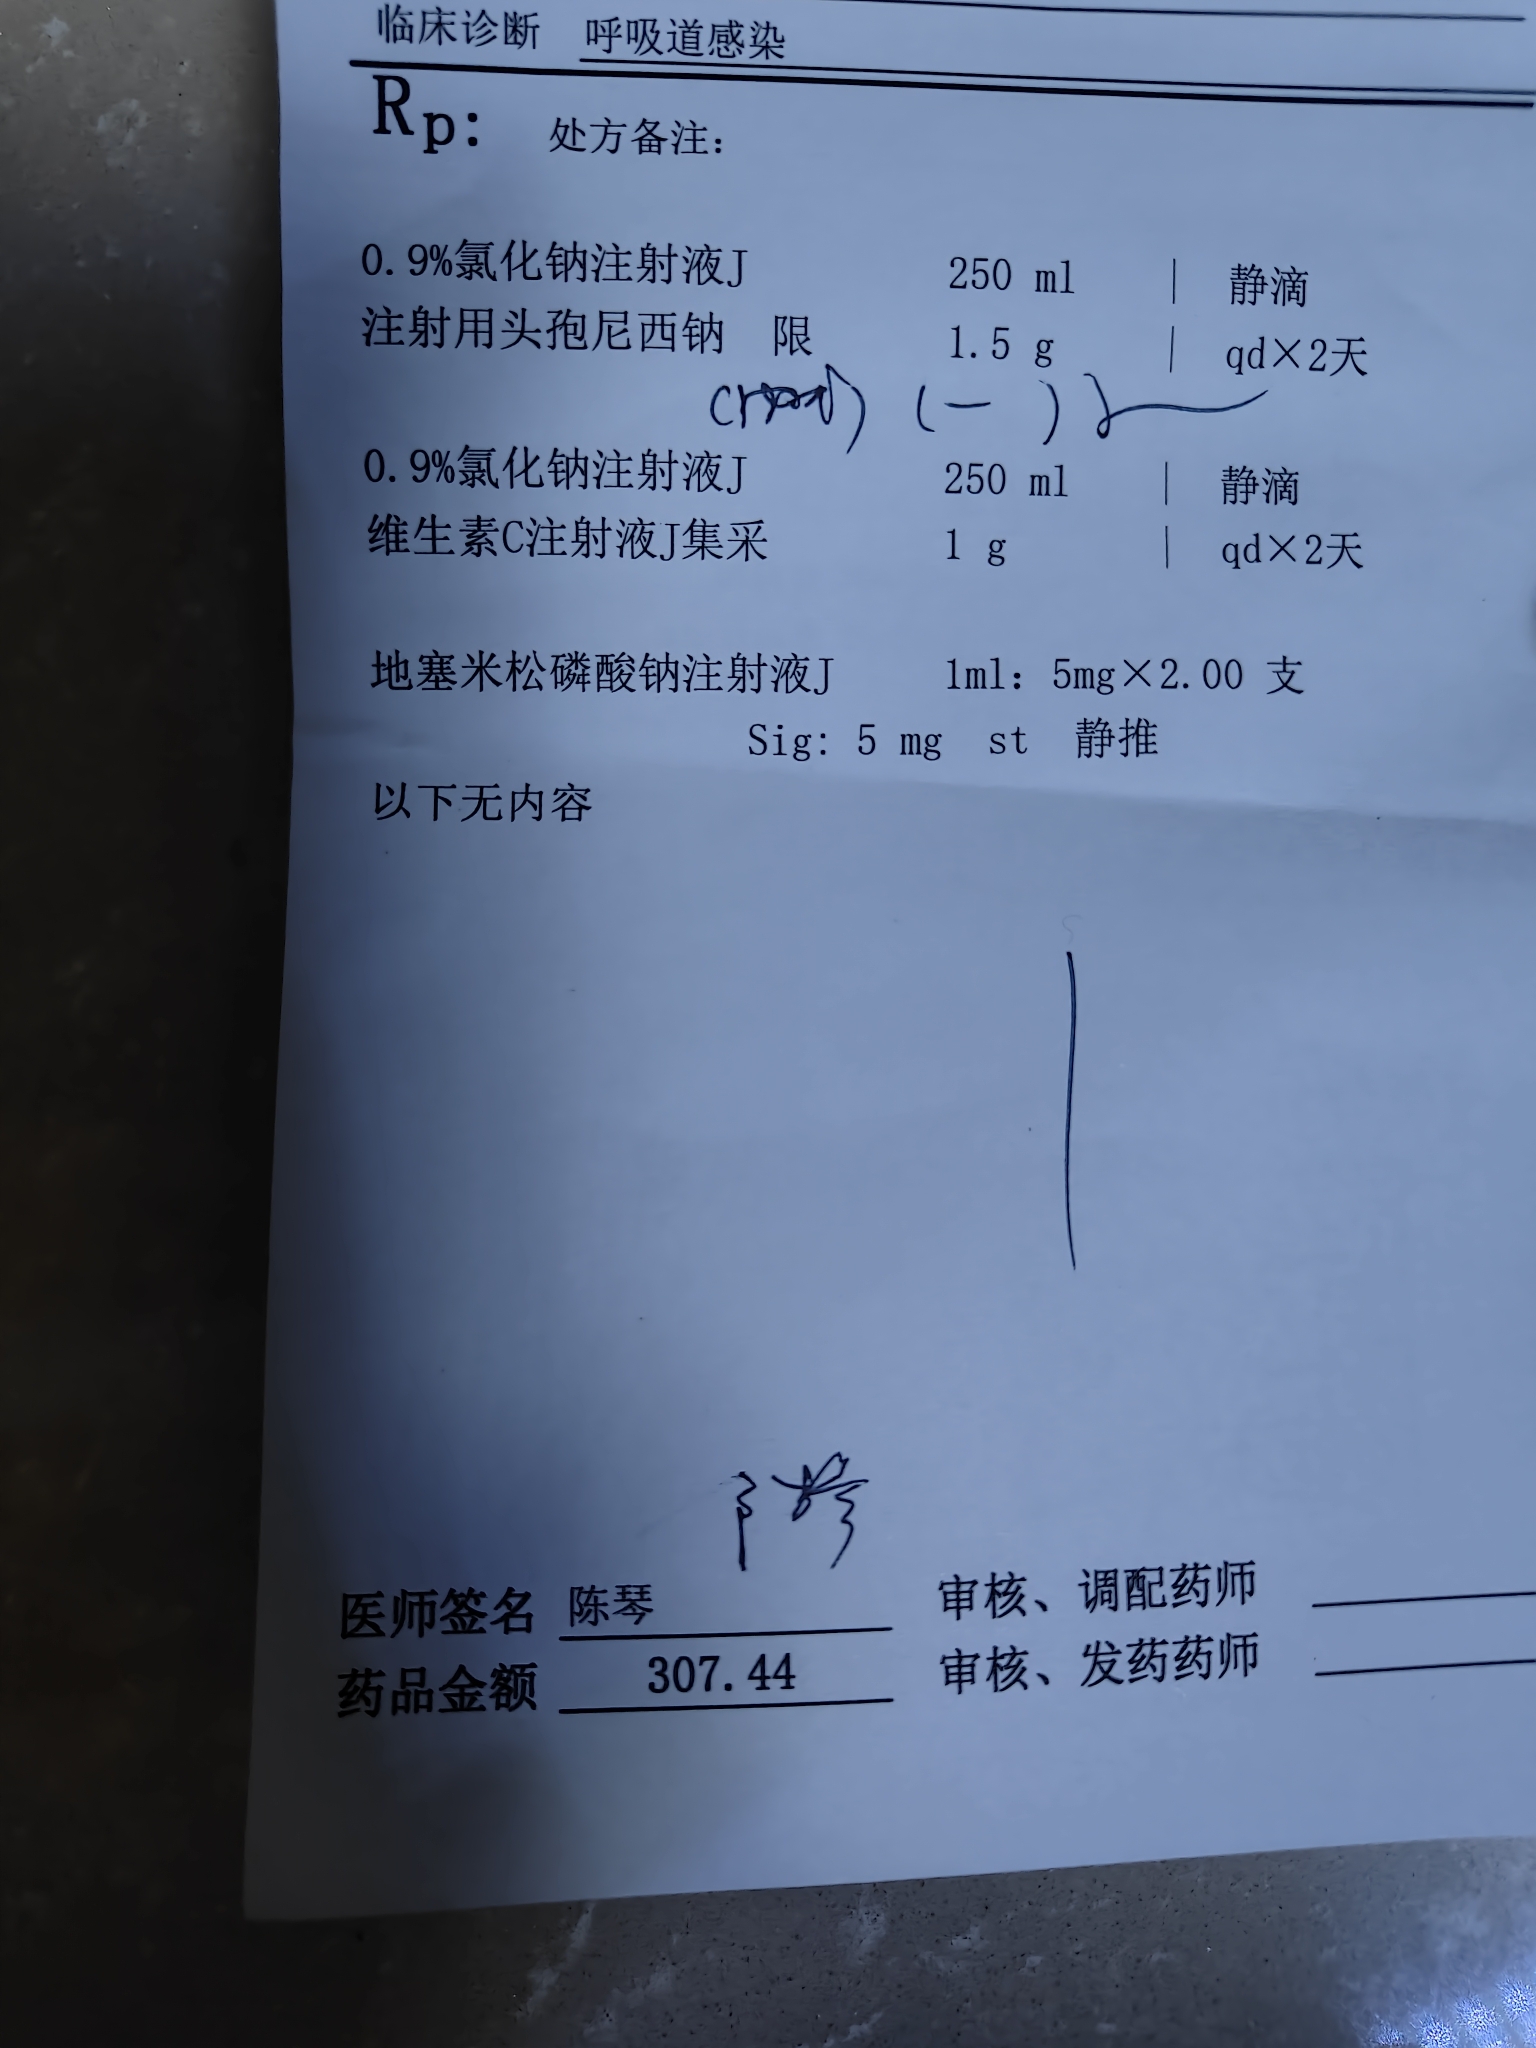 临床诊断 呼吸道感染
Rp: 处方备注:
0.9%氯化钠注射液J 250 ml | 静滴
注射用头孢尼西钠 限 1.5 g | qd×2天
(一)
0.9%氯化钠注射液J 250 ml | 静滴
维生素C注射液J集采 1 g | qd×2天
地塞米松磷酸钠注射液J 1ml: 5mg×2.00 支
Sig: 5 mg st 静推
以下无内容
陈琴
医师签名 陈琴 审核、调配药师
药品金额 307.44 审核、发药药师